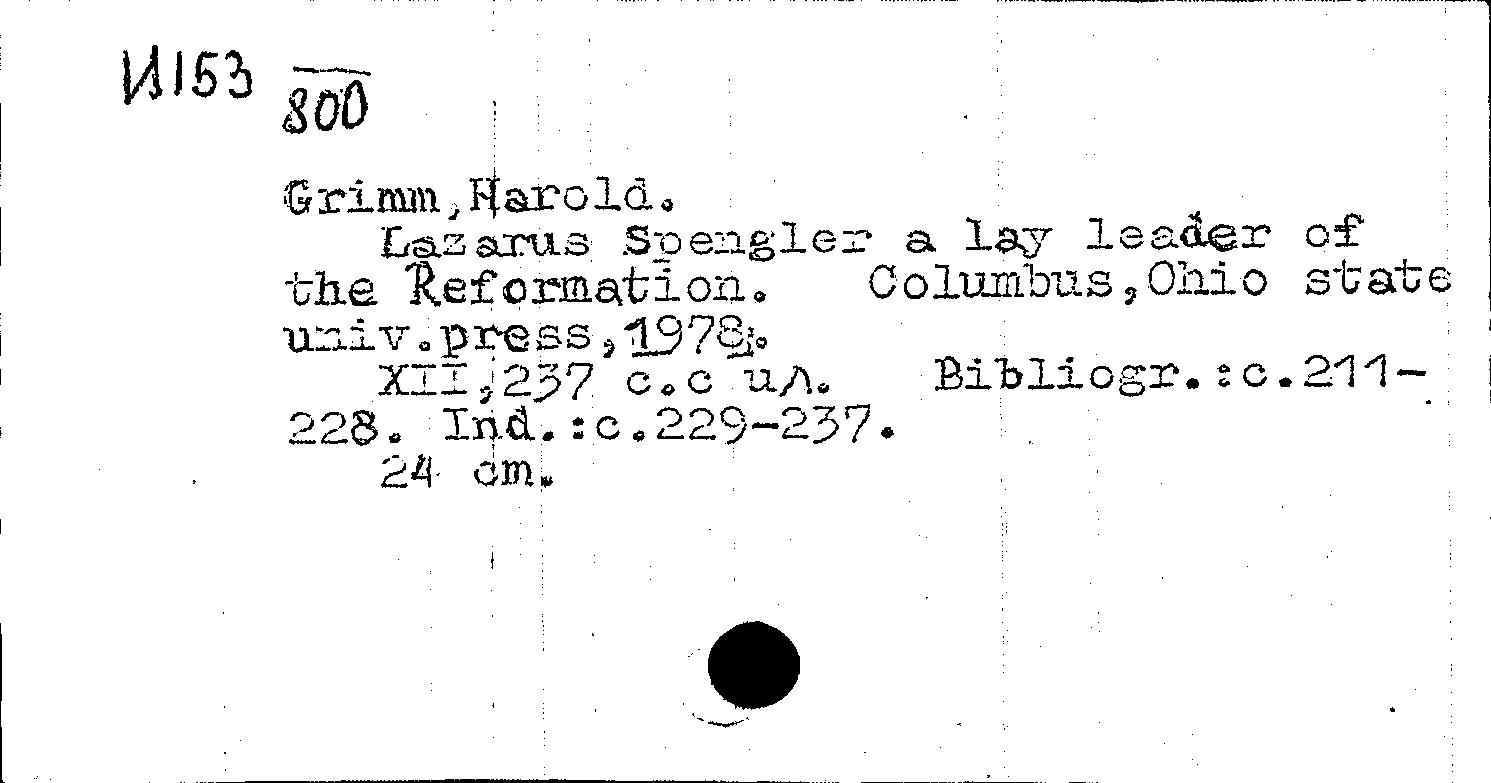 И153 800
Grimm,Harold.
Lazarus Spengler a lay leader of
the Reformation. Columbus,Ohio state
univ.press,1978.
XII,237 с.с ил. Bibliogr.:с.211-
228. Ind.:с.229-237.
24 cm.